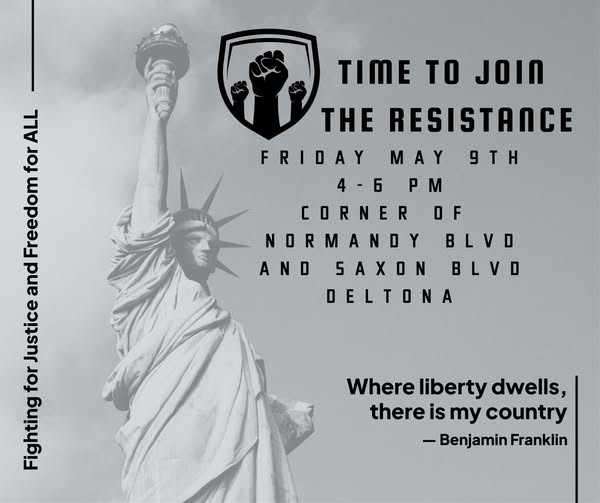 TIME TO JOIN
THE RESISTANCE
FRIDAY MAY 9TH
4-6 PM
CORNER OF
NORMANDY BLVD
AND SAXON BLVD
DELTONA
Fighting for Justice and Freedom for ALL
Where liberty dwells,
there is my country
— Benjamin Franklin